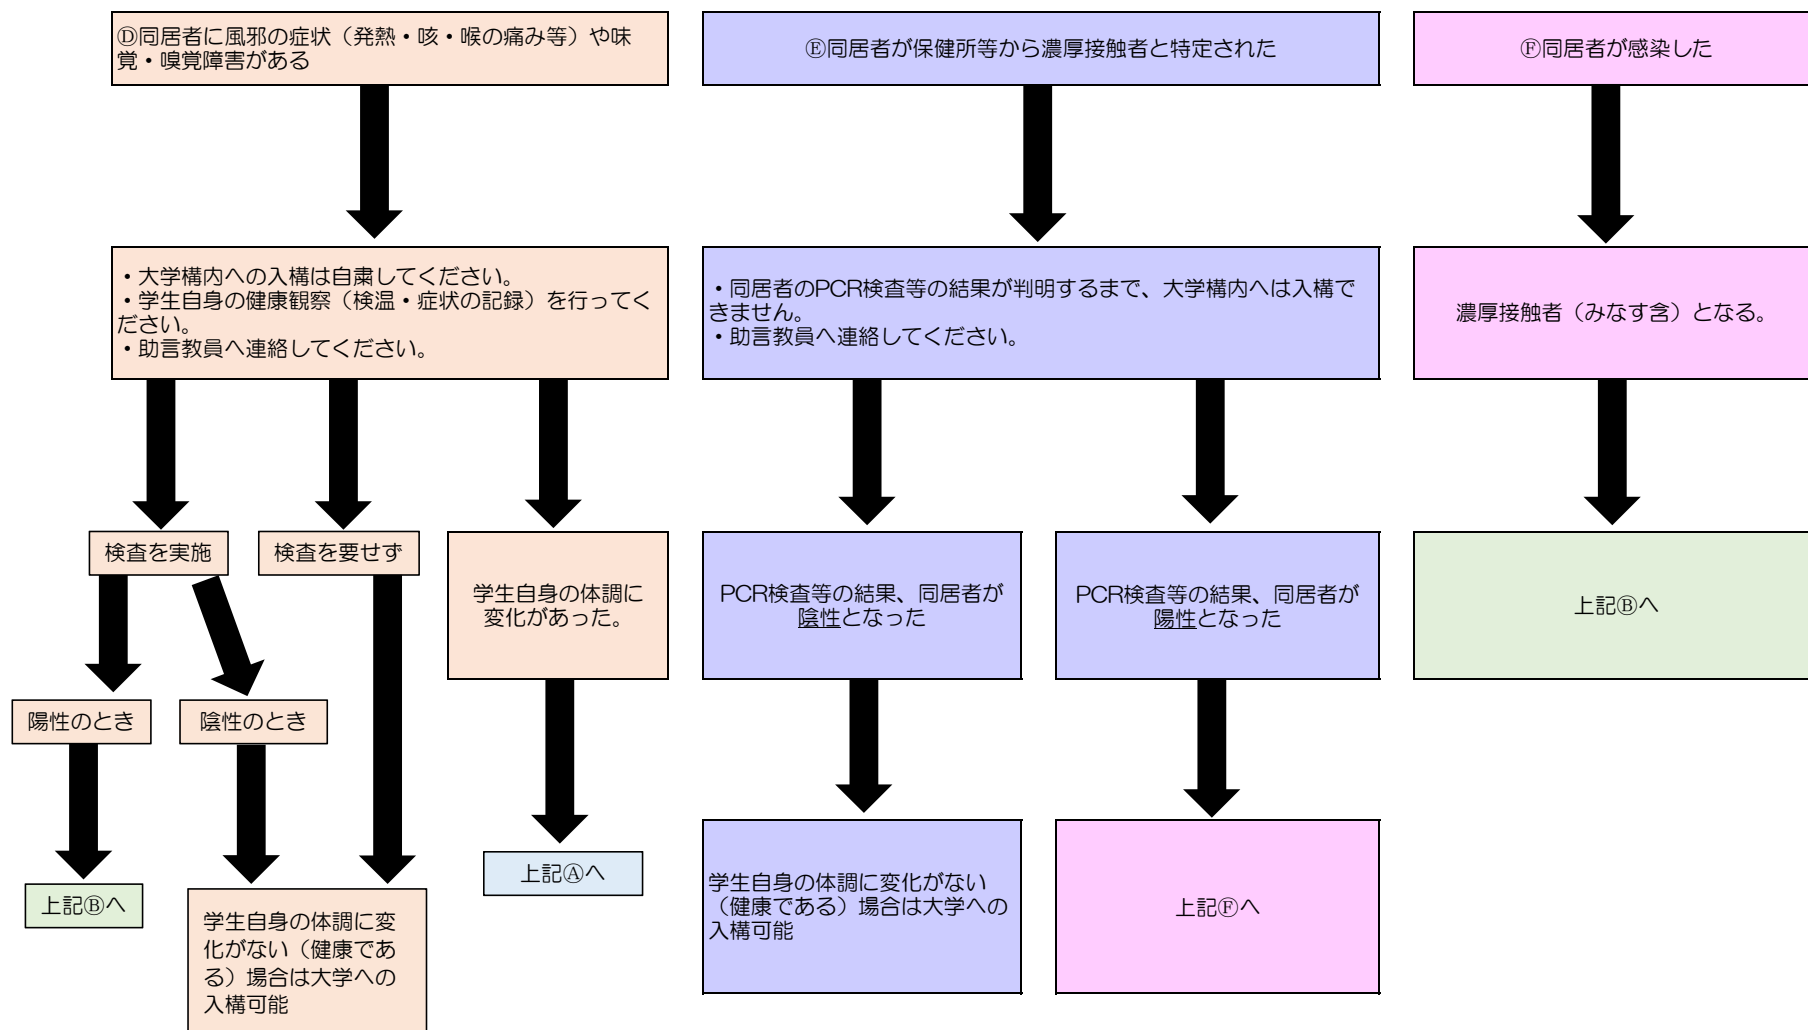 Ⓓ同居者に風邪の症状（発熱・咳・喉の痛み等）や味
覚・嗅覚障害がある
Ⓔ同居者が保健所等から濃厚接触者と特定された
Ⓕ同居者が感染した
・大学構内への入構は自粛してください。
・学生自身の健康観察（検温・症状の記録）を行ってく
ださい。
・助言教員へ連絡してください。
・同居者のPCR検査等の結果が判明するまで、大学構内へは入構で
きません。
・助言教員へ連絡してください。
濃厚接触者（みなす含）となる。
検査を実施
検査を要せず
学生自身の体調に
変化があった。
PCR検査等の結果、同居者が
陰性となった
PCR検査等の結果、同居者が
陽性となった
上記Ⓑへ
陽性のとき
陰性のとき
上記Ⓑへ
学生自身の体調に変
化がない（健康であ
る）場合は大学への
入構可能
上記Ⓐへ
学生自身の体調に変化がない
（健康である）場合は大学への
入構可能
上記Ⓕへ